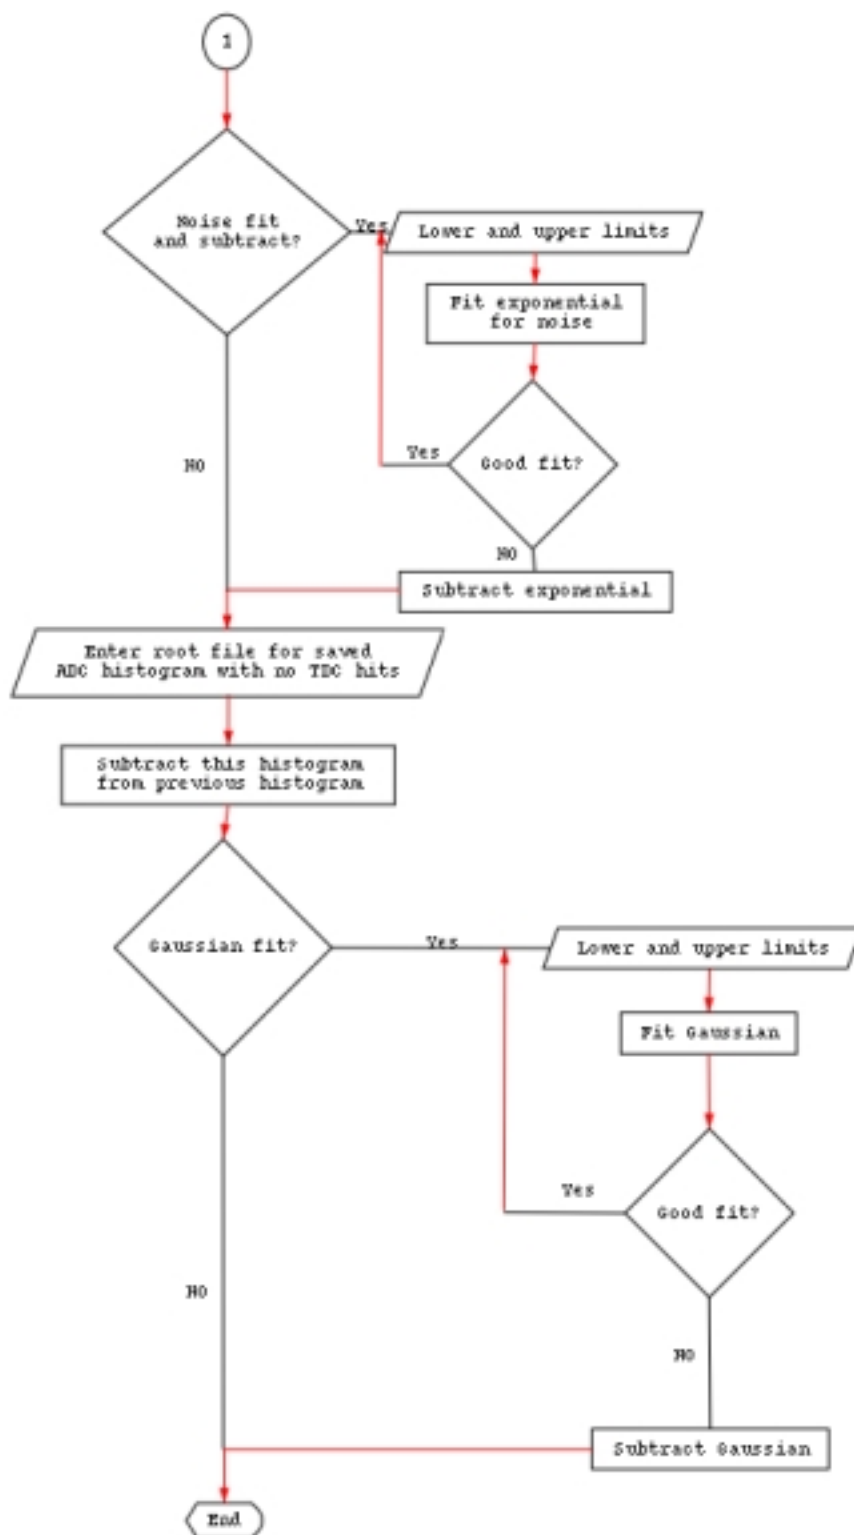 1
Noise fit
and subtract?
Yes
Lower and upper limits
Fit exponential
for noise
Yes
Good fit?
NO
NO
Subtract exponential
Enter root file for saved
ADC histogram with no TDC hits
Subtract this histogram
from previous histogram
Gaussian fit?
Yes
Lower and upper limits
Fit Gaussian
Yes
Good fit?
NO
NO
Subtract Gaussian
End